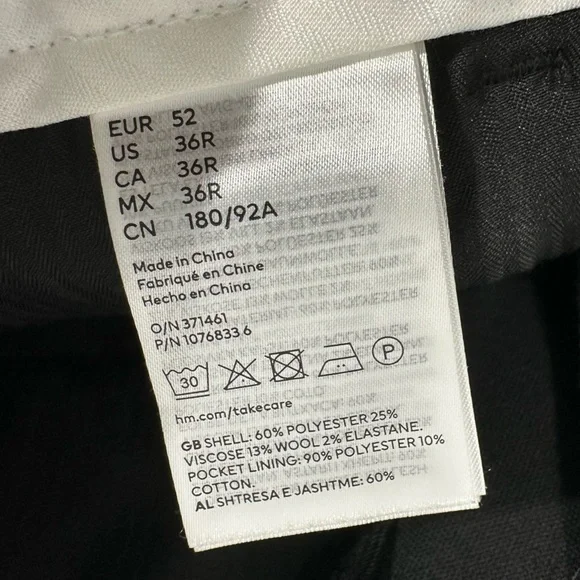 EUR 52
US 36R
CA 36R
MX 36R
CN 180/92A
Made in China
Fabriqué en Chine
Hecho en China
O/N 371461
P/N 1076833 6
30
P
hm.com/takecare
GB SHELL: 60% POLYESTER 25%
VISCOSE 13% WOOL 2% ELASTANE.
POCKET LINING: 90% POLYESTER 10%
COTTON.
AL SHTRESA E JASHTME: 60%